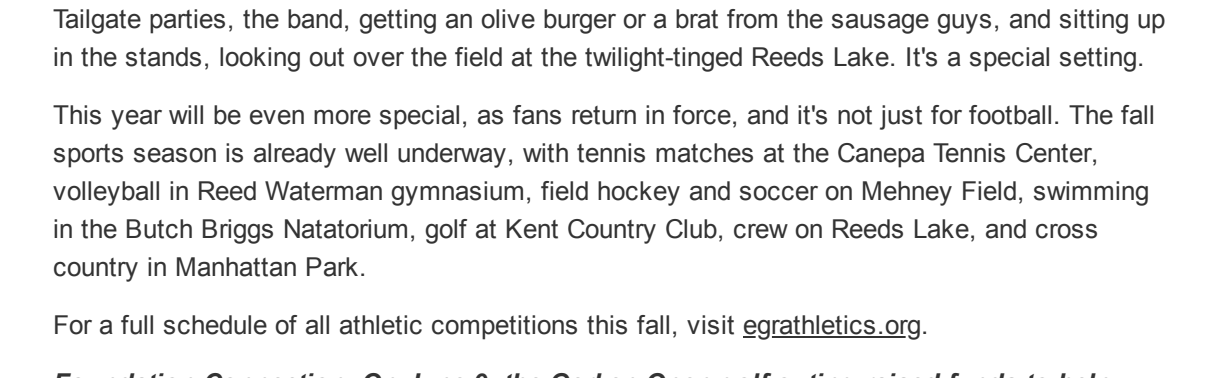 Tailgate parties, the band, getting an olive burger or a brat from the sausage guys, and sitting up
in the stands, looking out over the field at the twilight-tinged Reeds Lake. It's a special setting.
This year will be even more special, as fans return in force, and it's not just for football. The fall
sports season is already well underway, with tennis matches at the Canepa Tennis Center,
volleyball in Reed Waterman gymnasium, field hockey and soccer on Mehney Field, swimming
in the Butch Briggs Natatorium, golf at Kent Country Club, crew on Reeds Lake, and cross
country in Manhattan Park.
For a full schedule of all athletic competitions this fall, visit egrathletics.org.